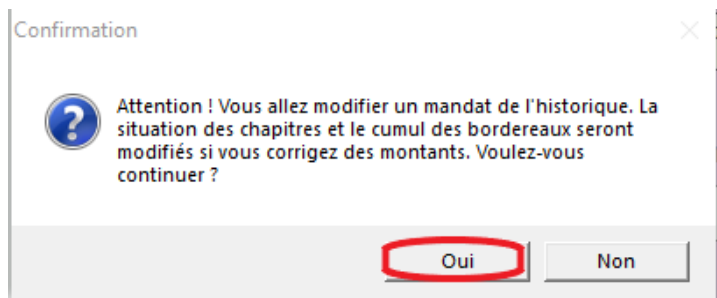 Confirmation
Attention ! Vous allez modifier un mandat de l'historique. La
situation des chapitres et le cumul des bordereaux seront
modifiés si vous corrigez des montants. Voulez-vous
continuer ?
Oui
Non